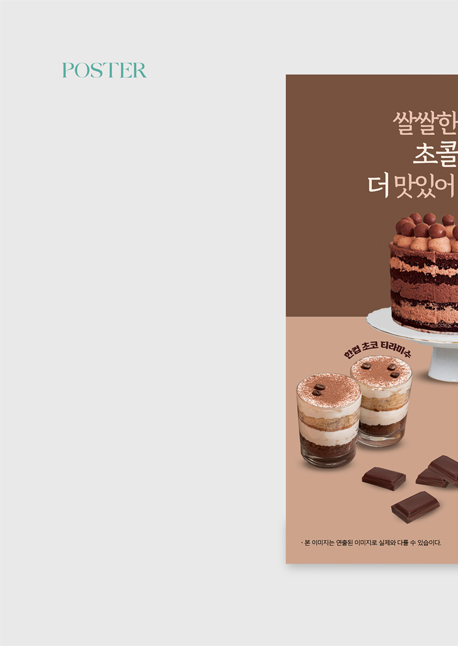 POSTER
쌀쌀한
초콜
더 맛있어
한컵 초코 티라미수
· 본 이미지는 연출된 이미지로 실제와 다를 수 있습니다.